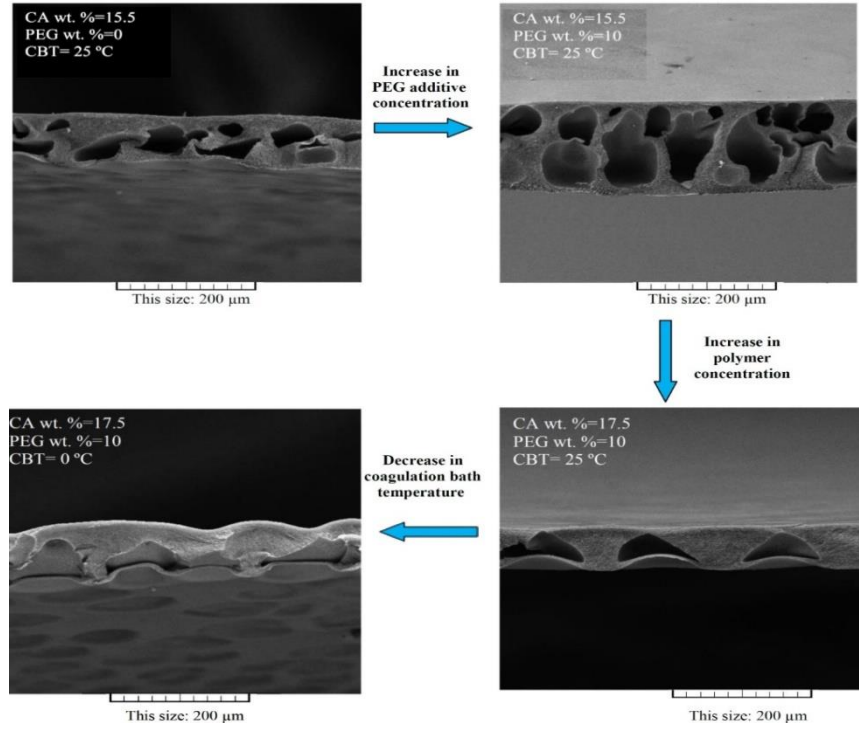 CA wt. %=15.5
PEG wt. %=0
CBT= 25 ºC
This size: 200 µm
Increase in
PEG additive
concentration
CA wt. %=15.5
PEG wt. %=10
CBT= 25 ºC
This size: 200 µm
Increase in
polymer
concentration
CA wt. %=17.5
PEG wt. %=10
CBT= 25 ºC
This size: 200 µm
Decrease in
coagulation bath
temperature
CA wt. %=17.5
PEG wt. %=10
CBT= 0 ºC
This size: 200 µm